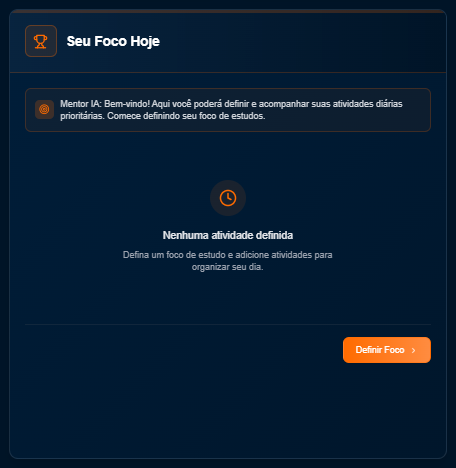 Seu Foco Hoje
Mentor IA: Bem-vindo! Aqui você poderá definir e acompanhar suas atividades diárias
prioritárias. Comece definindo seu foco de estudos.
Nenhuma atividade definida
Defina um foco de estudo e adicione atividades para
organizar seu dia.
Definir Foco